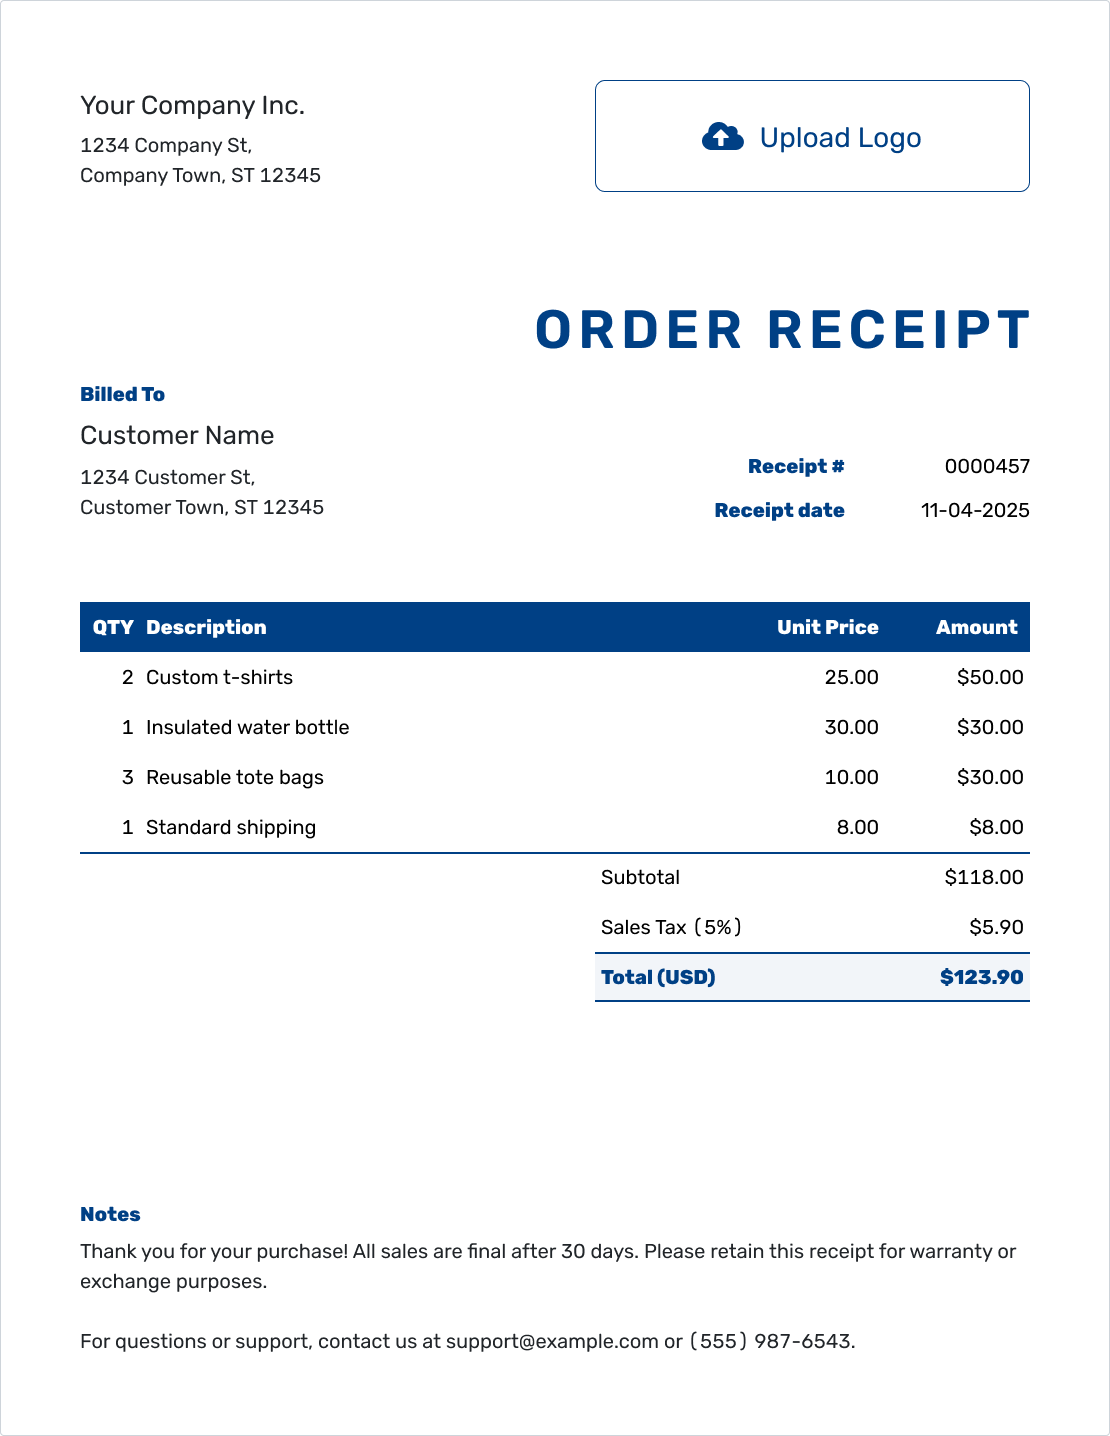 Your Company Inc.
1234 Company St,
Company Town, ST 12345
Upload Logo
ORDER RECEIPT
Billed To
Customer Name
1234 Customer St,
Customer Town, ST 12345
Receipt # 0000457
Receipt date 11-04-2025
QTY Description Unit Price Amount
2 Custom t-shirts 25.00 $50.00
1 Insulated water bottle 30.00 $30.00
3 Reusable tote bags 10.00 $30.00
1 Standard shipping 8.00 $8.00
Subtotal $118.00
Sales Tax (5%) $5.90
Total (USD) $123.90
Notes
Thank you for your purchase! All sales are final after 30 days. Please retain this receipt for warranty or
exchange purposes.
For questions or support, contact us at support@example.com or (555) 987-6543.